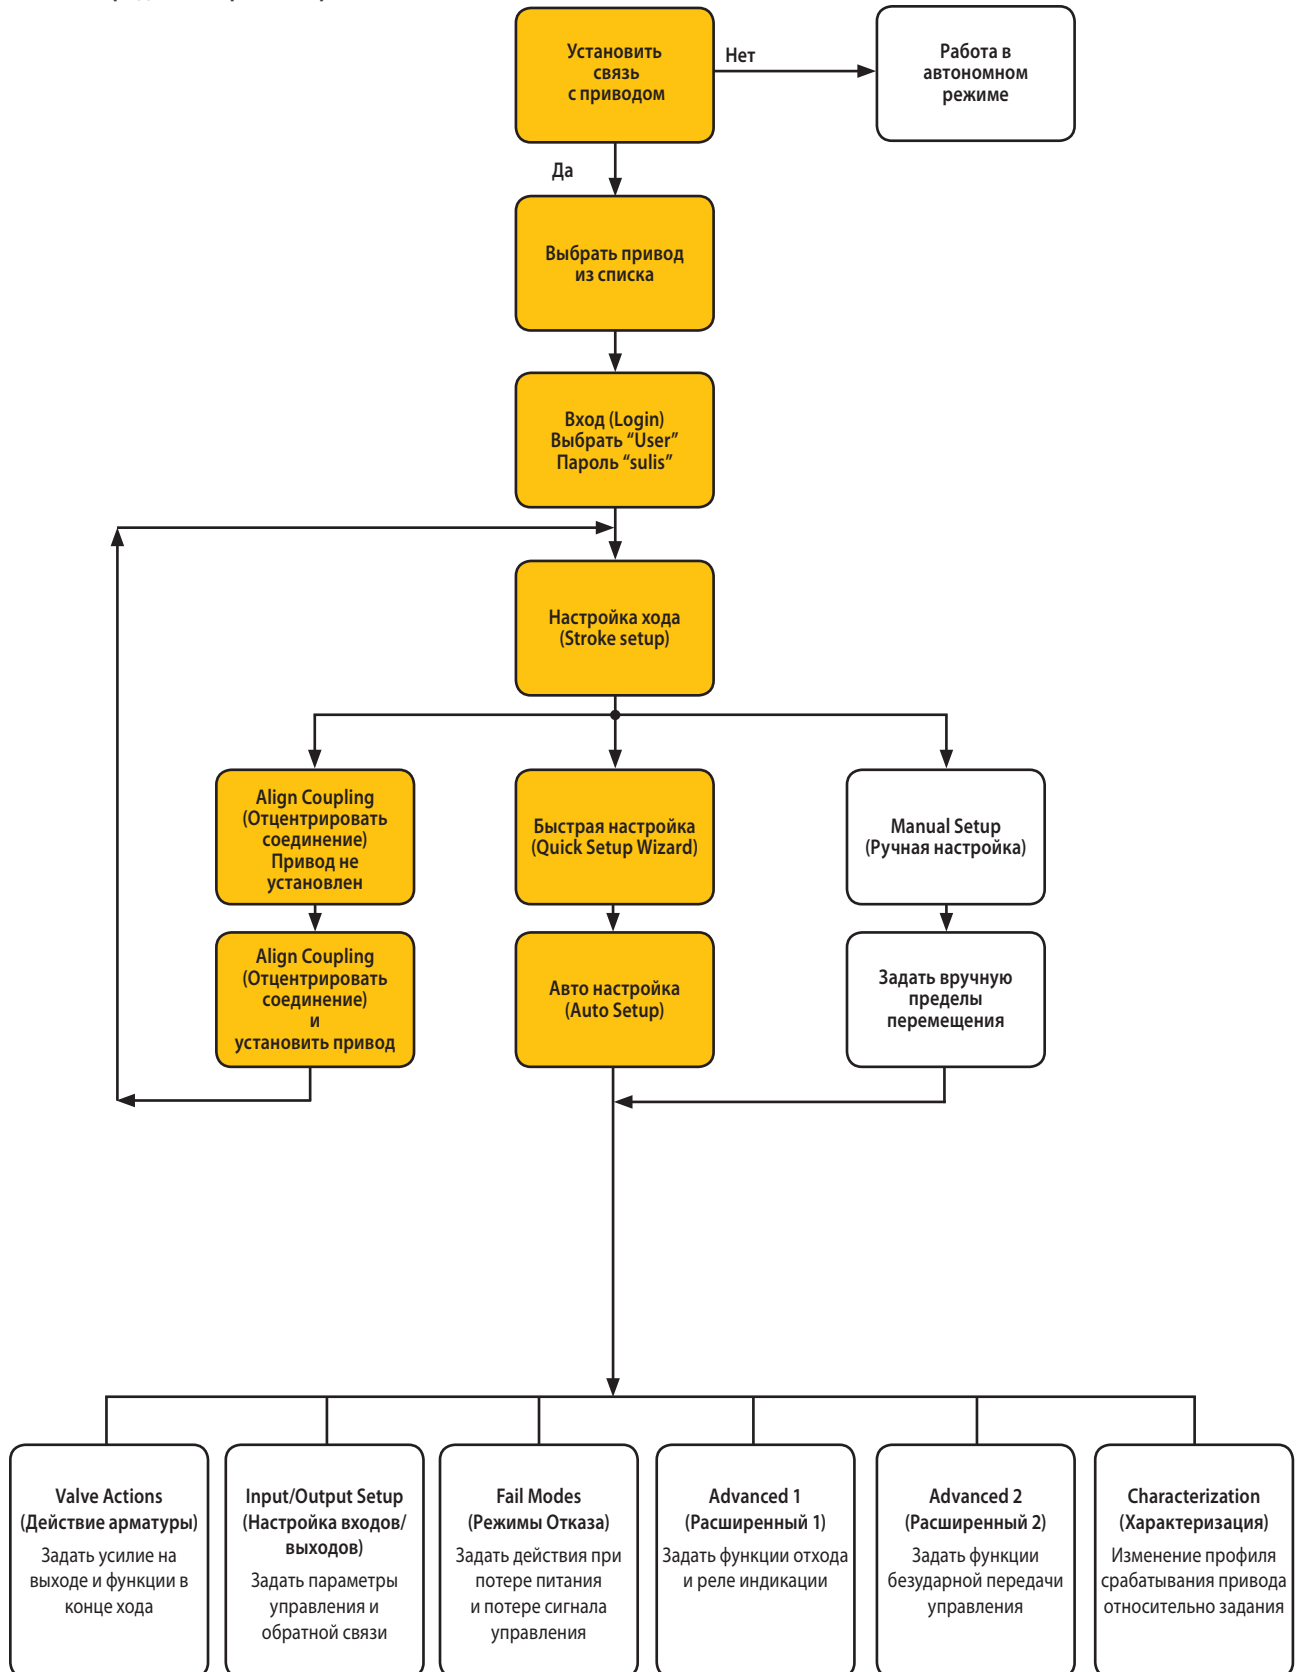 Установить
связь
с приводом
Нет
Работа в
автономном
режиме
Да
Выбрать привод
из списка
Вход (Login)
Выбрать “User”
Пароль “sulis”
Настройка хода
(Stroke setup)
Align Coupling
(Отцентрировать
соединение)
Привод не
установлен
Быстрая настройка
(Quick Setup Wizard)
Manual Setup
(Ручная настройка)
Align Coupling
(Отцентрировать
соединение)
и
установить привод
Авто настройка
(Auto Setup)
Задать вручную
пределы
перемещения
Valve Actions
(Действие арматуры)
Задать усилие на
выходе и функции в
конце хода
Input/Output Setup
(Настройка входов/
выходов)
Задать параметры
управления и
обратной связи
Fail Modes
(Режимы Отказа)
Задать действия при
потере питания
и потере сигнала
управления
Advanced 1
(Расширенный 1)
Задать функции отхода
и реле индикации
Advanced 2
(Расширенный 2)
Задать функции
безударной передачи
управления
Characterization
(Характеризация)
Изменение профиля
срабатывания привода
относительно задания